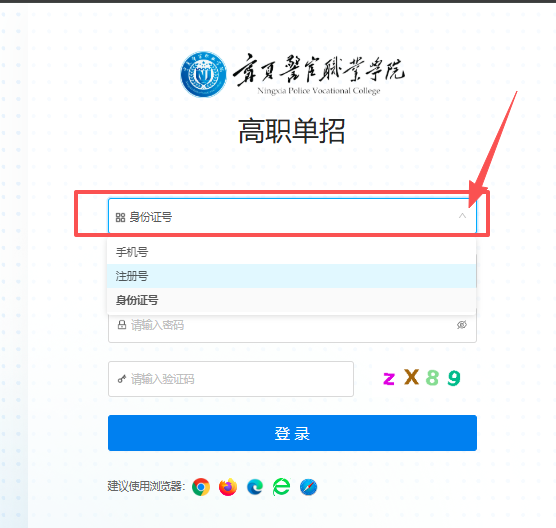 宁夏警官职业学院
Ningxia Police Vocational College
高职单招
身份证号
手机号
注册号
身份证号
请输入密码
请输入验证码
zX89
登 录
建议使用浏览器: